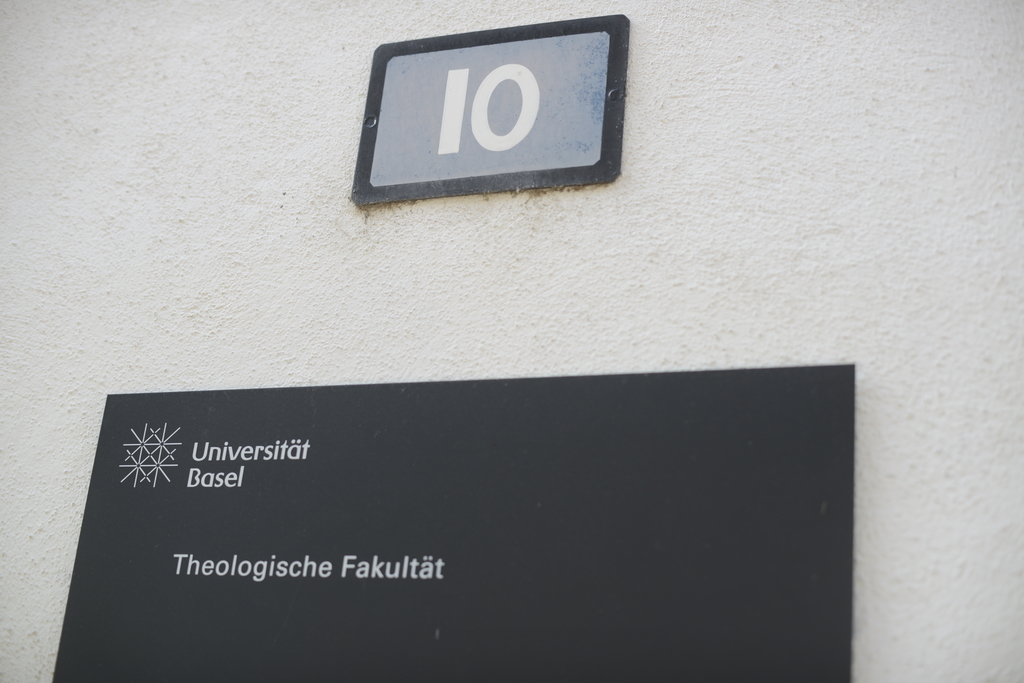 10
Universität
Basel
Theologische Fakultät